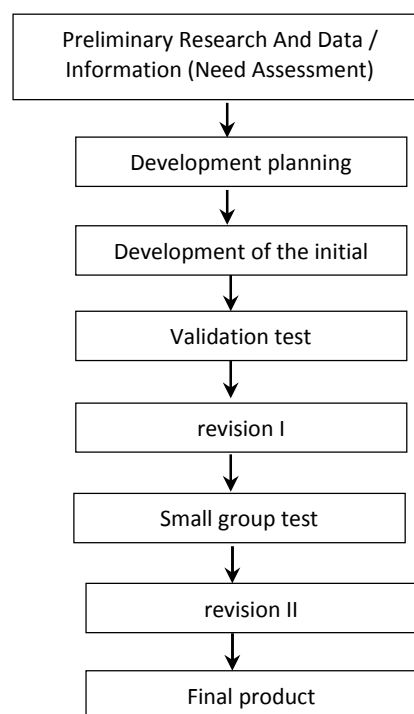 Preliminary Research And Data /
Information (Need Assessment)
Development planning
Development of the initial
Validation test
revision I
Small group test
revision II
Final product